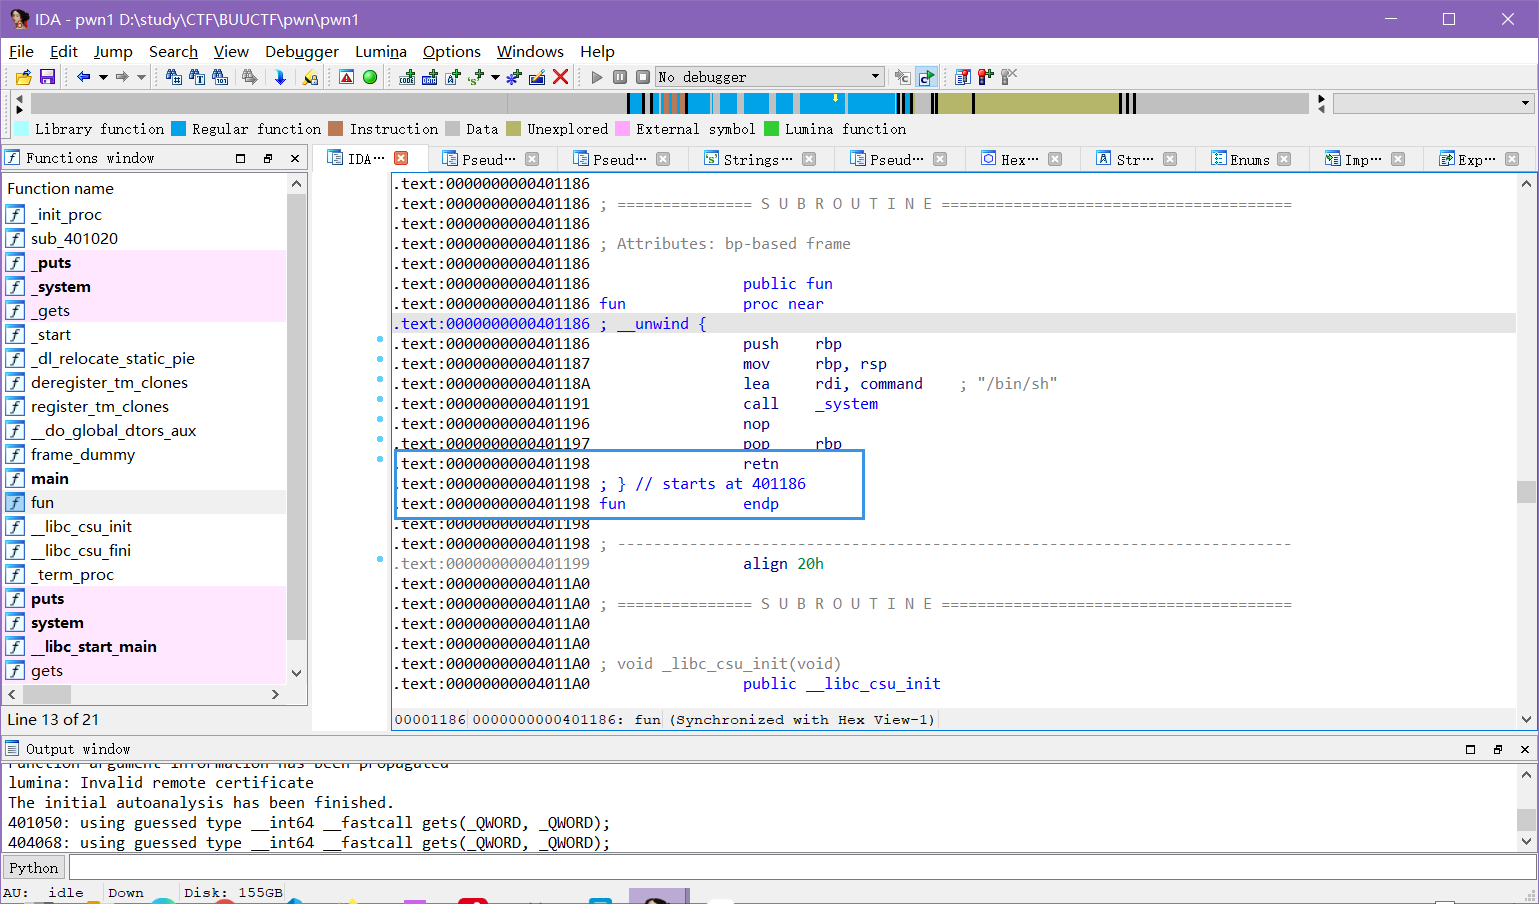 IDA - pwn1 D:\study\CTF\BUUCTF\pwn\pwn1
File Edit Jump Search View Debugger Lumina Options Windows Help
No debugger
Library function Regular function Instruction Data Unexplored External symbol Lumina function
Functions window
IDA⋯ Pseud⋯ Pseud⋯ Strings⋯ Pseud⋯ Hex⋯ Str⋯ Enums Imp⋯ Exp⋯
Function name
_init_proc
sub_401020
_puts
_system
_gets
_start
_dl_relocate_static_pie
deregister_tm_clones
register_tm_clones
__do_global_dtors_aux
frame_dummy
main
fun
__libc_csu_init
__libc_csu_fini
_term_proc
puts
system
__libc_start_main
gets
Line 13 of 21
.text:0000000000401186
.text:0000000000401186 ; =============== S U B R O U T I N E =======================================
.text:0000000000401186
.text:0000000000401186 ; Attributes: bp-based frame
.text:0000000000401186
.text:0000000000401186 public fun
.text:0000000000401186 fun proc near
.text:0000000000401186 ; __unwind {
.text:0000000000401186 push rbp
.text:0000000000401187 mov rbp, rsp
.text:000000000040118A lea rdi, command ; "/bin/sh"
.text:0000000000401191 call _system
.text:0000000000401196 nop
.text:0000000000401197 pop rbp
.text:0000000000401198 retn
.text:0000000000401198 ; } // starts at 401186
.text:0000000000401198 fun endp
.text:0000000000401198
.text:0000000000401198 ; ---------------------------------------------------------------------------
.text:0000000000401199 align 20h
.text:00000000004011A0
.text:00000000004011A0 ; =============== S U B R O U T I N E =======================================
.text:00000000004011A0
.text:00000000004011A0
.text:00000000004011A0 ; void _libc_csu_init(void)
.text:00000000004011A0 public __libc_csu_init
00001186 0000000000401186: fun (Synchronized with Hex View-1)
Output window
Function argument information has been propagated
lumina: Invalid remote certificate
The initial autoanalysis has been finished.
401050: using guessed type __int64 __fastcall gets(_QWORD, _QWORD);
404068: using guessed type __int64 __fastcall gets(_QWORD, _QWORD);
Python
AU: idle Down Disk: 155GB